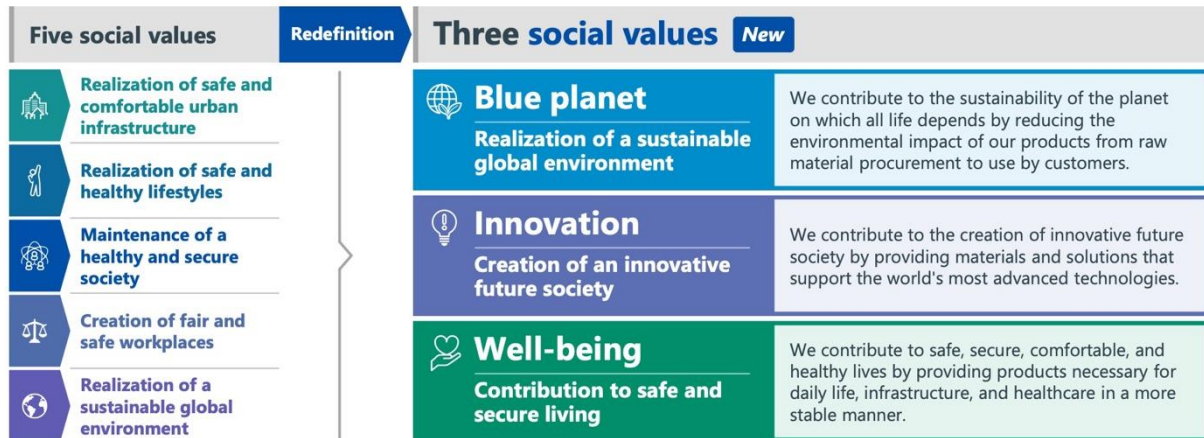 Five social values
Redefinition
Three social values New
Realization of safe and
comfortable urban
infrastructure
Realization of safe and
healthy lifestyles
Maintenance of a
healthy and secure
society
Creation of fair and
safe workplaces
Realization of a
sustainable global
environment
Blue planet
Realization of a sustainable
global environment
We contribute to the sustainability of the planet
on which all life depends by reducing the
environmental impact of our products from raw
material procurement to use by customers.
Innovation
Creation of an innovative
future society
We contribute to the creation of innovative future
society by providing materials and solutions that
support the world's most advanced technologies.
Well-being
Contribution to safe and
secure living
We contribute to safe, secure, comfortable, and
healthy lives by providing products necessary for
daily life, infrastructure, and healthcare in a more
stable manner.